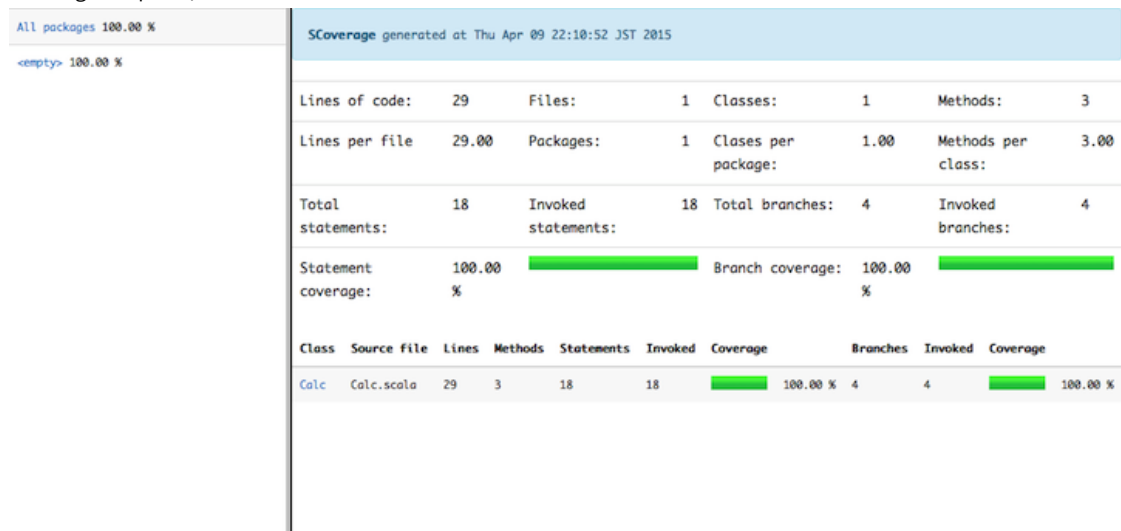 All packages 100.00 %
<empty> 100.00 %
SCoverage generated at Thu Apr 09 22:10:52 JST 2015
Lines of code: 29 Files: 1 Classes: 1 Methods: 3
Lines per file 29.00 Packages: 1 Clases per package: 1.00 Methods per class: 3.00
Total statements: 18 Invoked statements: 18 Total branches: 4 Invoked branches: 4
Statement coverage: 100.00 % Branch coverage: 100.00 %
Class Source file Lines Methods Statements Invoked Coverage Branches Invoked Coverage
Calc Calc.scala 29 3 18 18 100.00 % 4 4 100.00 %